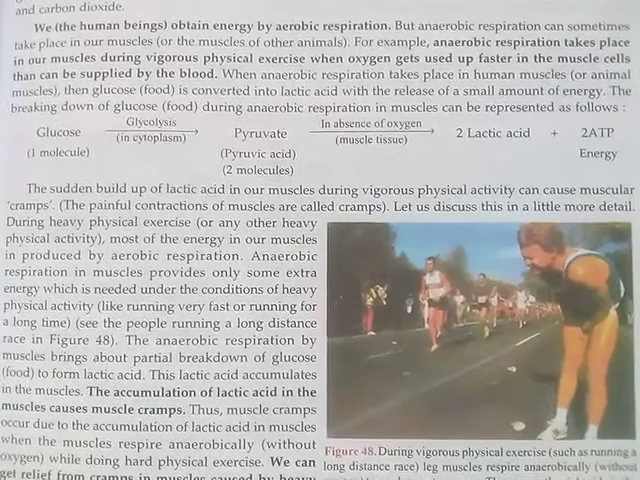 and carbon dioxide.
We (the human beings) obtain energy by aerobic respiration. But anaerobic respiration can sometimes
take place in our muscles (or the muscles of other animals). For example, anaerobic respiration takes place
in our muscles during vigorous physical exercise when oxygen gets used up faster in the muscle cells
than can be supplied by the blood. When anaerobic respiration takes place in human muscles (or animal
muscles), then glucose (food) is converted into lactic acid with the release of a small amount of energy. The
breaking down of glucose (food) during anaerobic respiration in muscles can be represented as follows :
Glycolysis In absence of oxygen
Glucose (in cytoplasm) Pyruvate (muscle tissue) 2 Lactic acid + 2ATP
(1 molecule) (Pyruvic acid) Energy
(2 molecules)
The sudden build up of lactic acid in our muscles during vigorous physical activity can cause muscular
'cramps'. (The painful contractions of muscles are called cramps). Let us discuss this in a little more detail.
During heavy physical exercise (or any other heavy
physical activity), most of the energy in our muscles
in produced by aerobic respiration. Anaerobic
respiration in muscles provides only some extra
energy which is needed under the conditions of heavy
physical activity (like running very fast or running for
a long time) (see the people running a long distance
race in Figure 48). The anaerobic respiration by
muscles brings about partial breakdown of glucose
(food) to form lactic acid. This lactic acid accumulates
in the muscles. The accumulation of lactic acid in the
muscles causes muscle cramps. Thus, muscle cramps
occur due to the accumulation of lactic acid in muscles
when the muscles respire anaerobically (without
oxygen) while doing hard physical exercise. We can
get relief from cramps in muscles caused by heavy
Figure 48. During vigorous physical exercise (such as running a
long distance race) leg muscles respire anaerobically (without